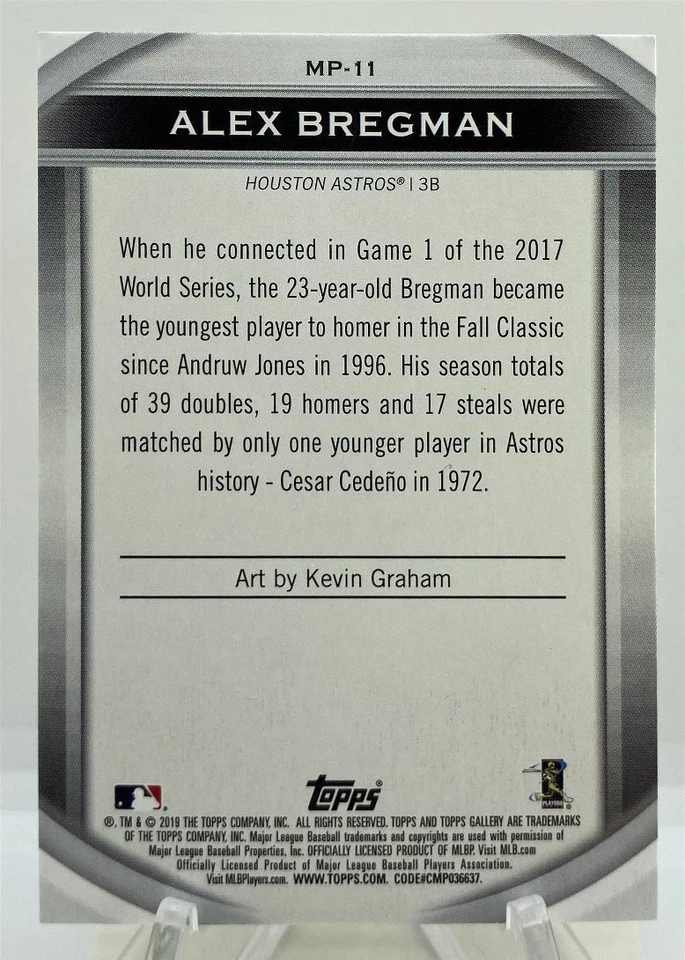 MP-11
ALEX BREGMAN
HOUSTON ASTROS® | 3B
When he connected in Game 1 of the 2017
World Series, the 23-year-old Bregman became
the youngest player to homer in the Fall Classic
since Andruw Jones in 1996. His season totals
of 39 doubles, 19 homers and 17 steals were
matched by only one younger player in Astros
history - Cesar Cedeño in 1972.
Art by Kevin Graham
Topps®
PLAYERS
®, TM & © 2019 THE TOPPS COMPANY, INC. ALL RIGHTS RESERVED. TOPPS AND TOPPS GALLERY ARE TRADEMARKS
OF THE TOPPS COMPANY, INC. Major League Baseball trademarks and copyrights are used with permission of
Major League Baseball Properties, Inc. OFFICIALLY LICENSED PRODUCT OF MLBP. Visit MLB.com
Officially Licensed Product of Major League Baseball Players Association.
Visit MLBPlayers.com. WWW.TOPPS.COM. CODE#CMP036637.